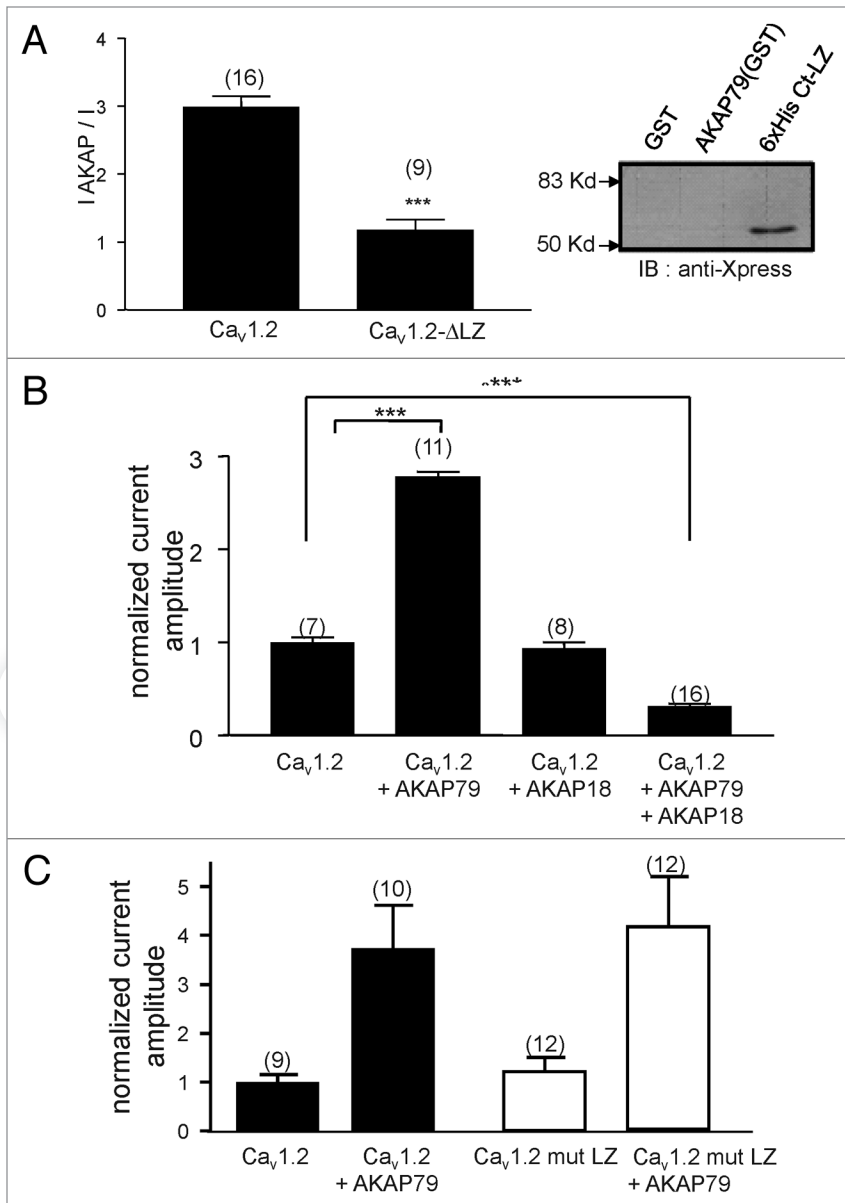 A
4
3
2
1
0
I AKAP / I
(16)
(9)
***
Cav1.2
Cav1.2-ΔLZ
GST
AKAP79(GST)
6xHis Ct-LZ
83 Kd
50 Kd
IB : anti-Xpress
B
normalized current
amplitude
3
2
1
0
***
***
(7)
(11)
(8)
(16)
Cav1.2
Cav1.2
+ AKAP79
Cav1.2
+ AKAP18
Cav1.2
+ AKAP79
+ AKAP18
C
normalized current
amplitude
5
4
3
2
1
0
(9)
(10)
(12)
(12)
Cav1.2
Cav1.2
+ AKAP79
Cav1.2 mut LZ
Cav1.2 mut LZ
+ AKAP79